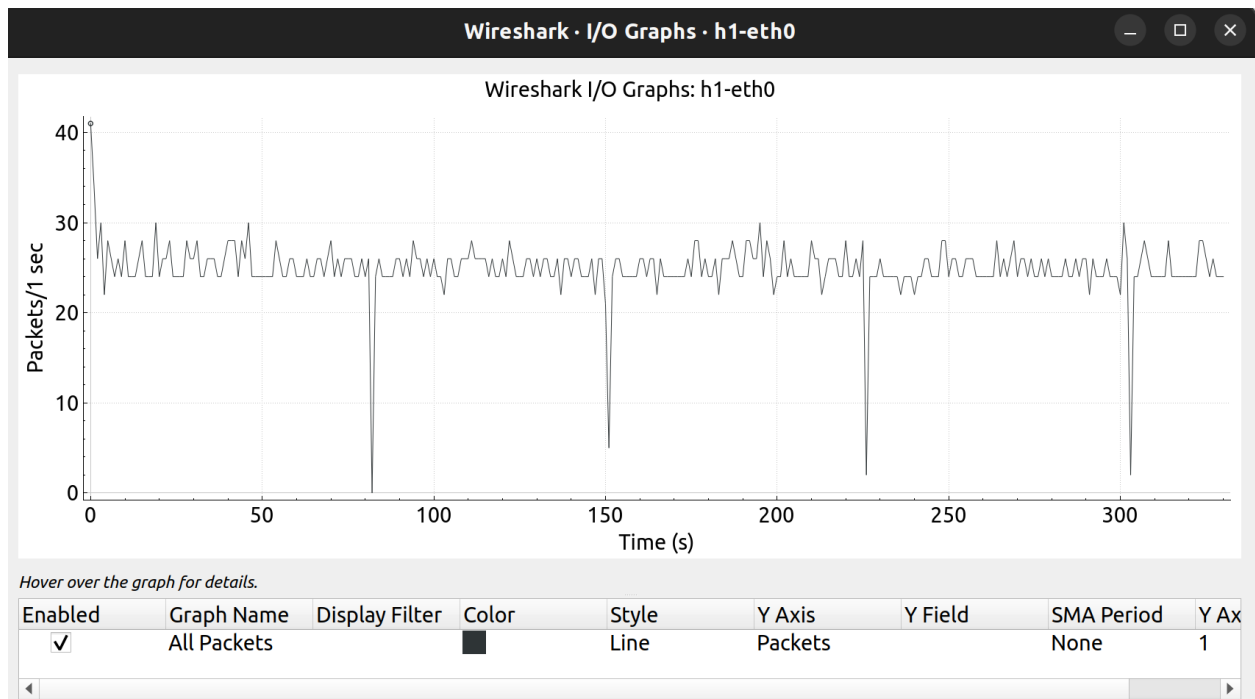 Wireshark · I/O Graphs · h1-eth0
Wireshark I/O Graphs: h1-eth0
40
30
20
10
0
Packets/1 sec
0 50 100 150 200 250 300
Time (s)
Hover over the graph for details.
Enabled Graph Name Display Filter Color Style Y Axis Y Field SMA Period Y Ax
All Packets Line Packets None 1